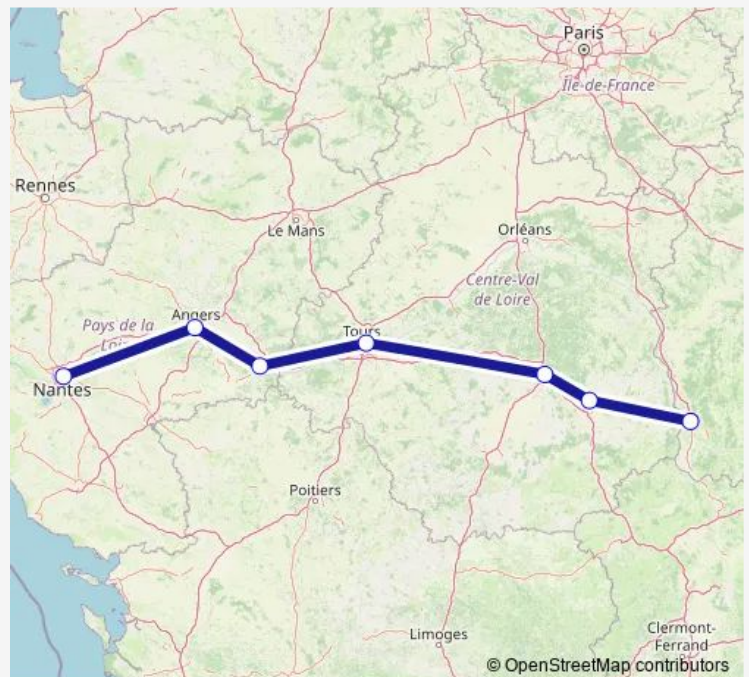 Paris
Île-de-France
Rennes
Le Mans
Orléans
Centre-Val
de Loire
Angers
Pays de la
Loi
Tours
Nantes
Poitiers
Limoges
Clermont-
Ferrand
© OpenStreetMap contributors